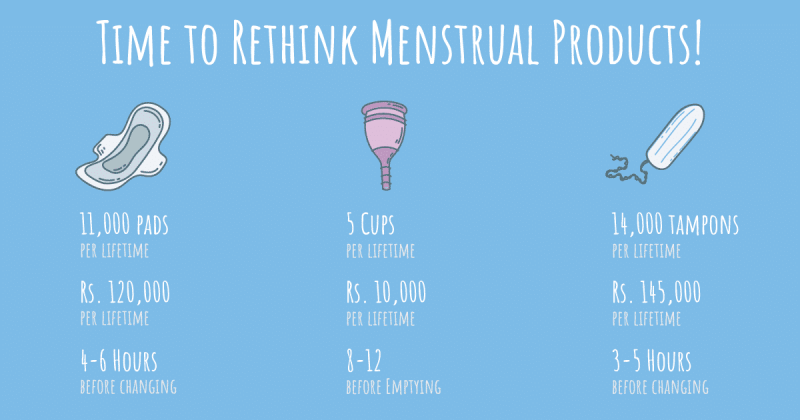 Time to Rethink Menstrual Products!
11,000 pads
per lifetime
Rs. 120,000
per lifetime
4-6 Hours
before changing
5 Cups
per lifetime
Rs. 10,000
per lifetime
8-12
before Emptying
14,000 tampons
per lifetime
Rs. 145,000
per lifetime
3-5 Hours
before changing